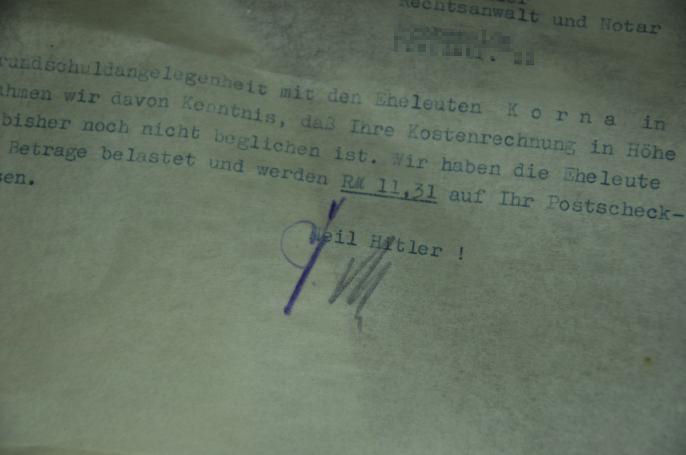 Rechtsanwalt und Notar
rundschuldangelegenheit mit den Eheleuten K o r n a in
hmen wir davon Kenntnis, daß Ihre Kostenrechnung in Höhe
bisher noch nicht beglichen ist. Wir haben die Eheleute
Betrage belastet und werden RM 11,31 auf Ihr Postscheck-
sen.
Heil Hitler !